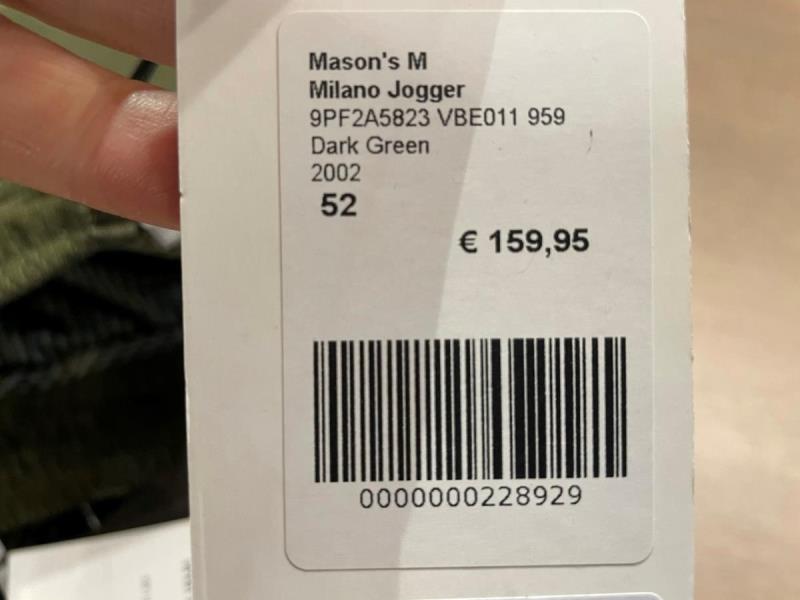 Mason's M
Milano Jogger
9PF2A5823 VBE011 959
Dark Green
2002
52
€ 159,95
0000000228929